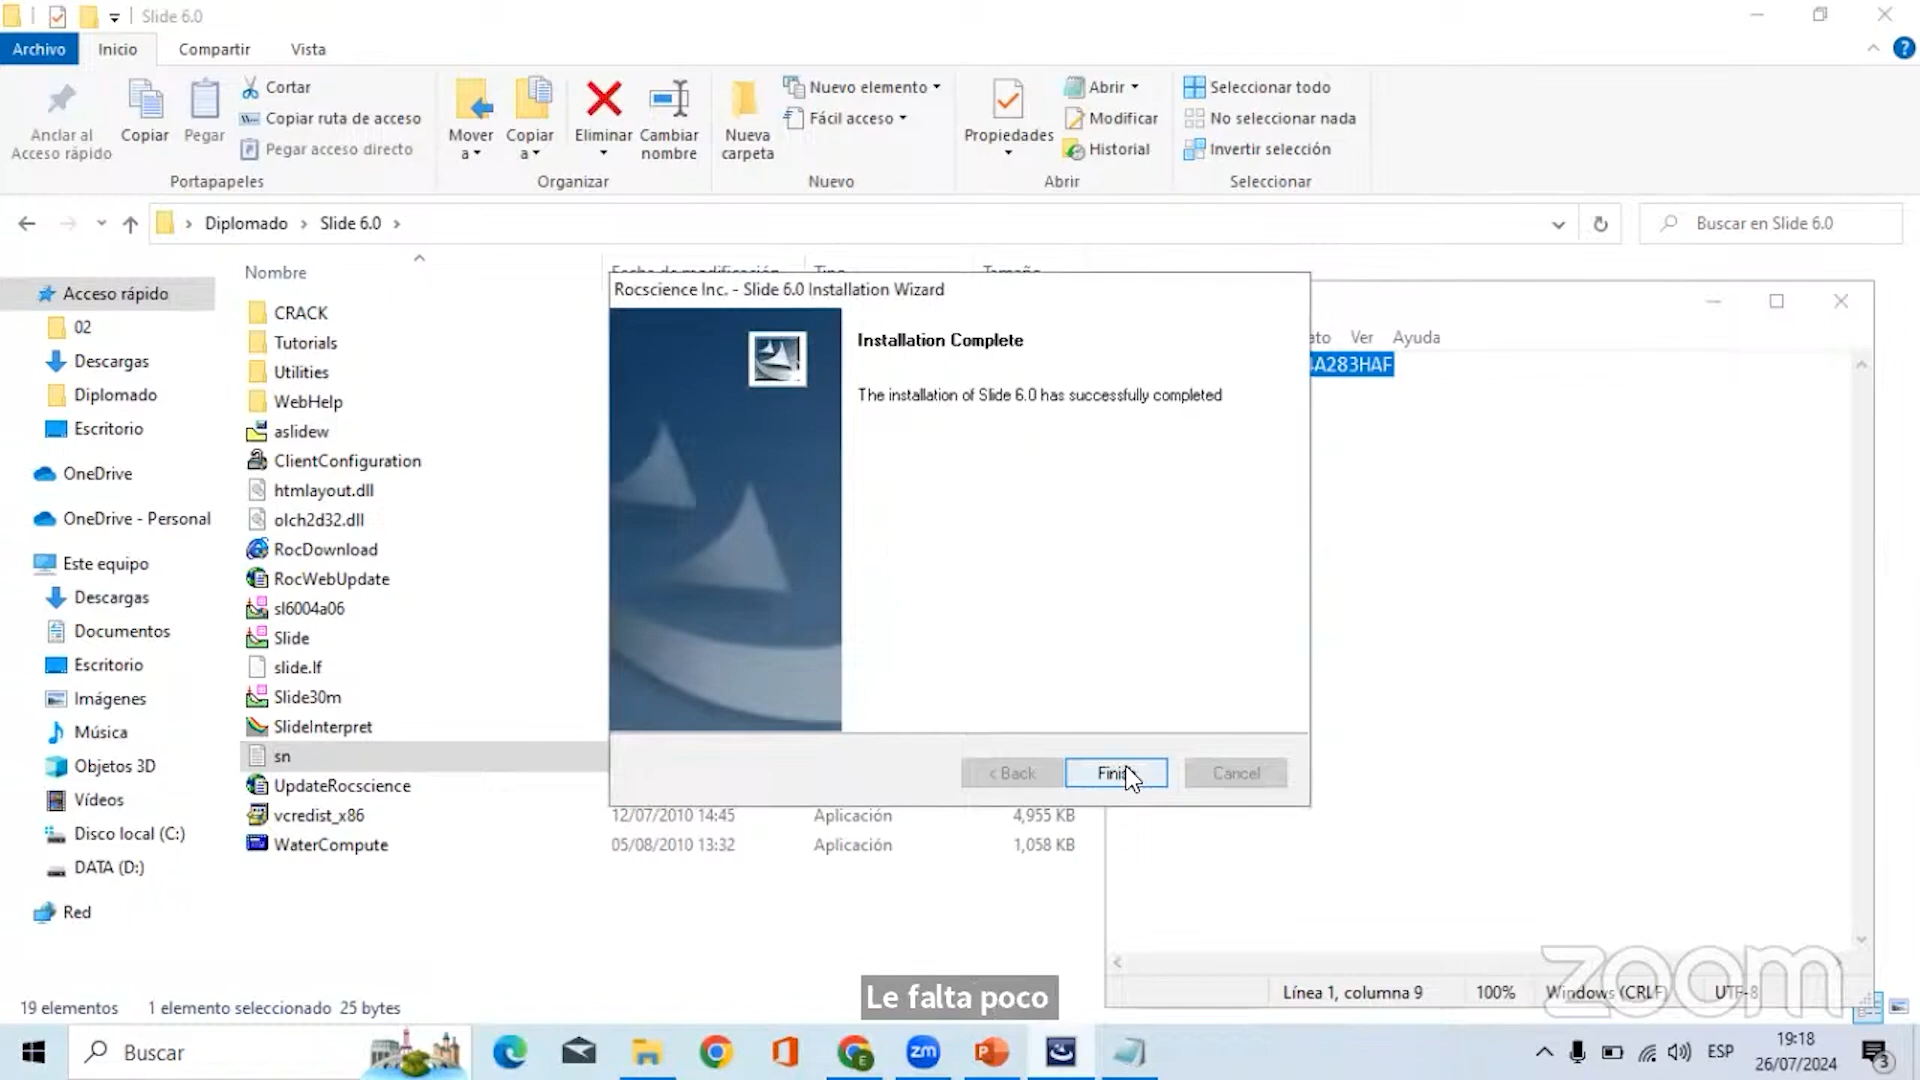 Slide 6.0
Archivo Inicio Compartir Vista
Anclar al Acceso rápido
Copiar
Pegar
Cortar
Copiar ruta de acceso
Pegar acceso directo
Portapapeles
Mover a
Copiar a
Eliminar
Cambiar nombre
Organizar
Nueva carpeta
Nuevo elemento
Fácil acceso
Nuevo
Propiedades
Abrir
Modificar
Historial
Abrir
Seleccionar todo
No seleccionar nada
Invertir selección
Seleccionar
Diplomado > Slide 6.0 >
Buscar en Slide 6.0
Acceso rápido
02
Descargas
Diplomado
Escritorio
OneDrive
OneDrive - Personal
Este equipo
Descargas
Documentos
Escritorio
Imágenes
Música
Objetos 3D
Vídeos
Disco local (C:)
DATA (D:)
Red
Nombre
CRACK
Tutorials
Utilities
WebHelp
aslidew
ClientConfiguration
htmlayout.dll
olch2d32.dll
RocDownload
RocWebUpdate
sl6004a06
Slide
slide.lf
Slide30m
SlideInterpret
sn
UpdateRocscience
vcredist_x86 12/07/2010 14:45 Aplicación 4,955 KB
WaterCompute 05/08/2010 13:32 Aplicación 1,058 KB
Rocscience Inc. - Slide 6.0 Installation Wizard
Installation Complete
The installation of Slide 6.0 has successfully completed
< Back
Cancel
Ver Ayuda
A283HAF
Línea 1, columna 9 100% Windows (CRLF) UTF-8
zoom
Le falta poco
19 elementos 1 elemento seleccionado 25 bytes
Buscar
zm
ESP
19:18
26/07/2024
3